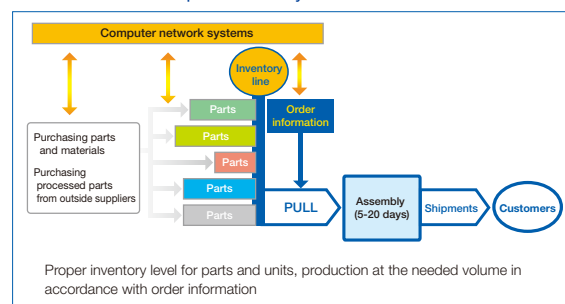 Computer network systems
Inventory
line
Parts
Order
information
Parts
Parts
Parts
Parts
Purchasing parts
and materials
Purchasing
processed parts
from outside suppliers
PULL
Assembly
(5-20 days)
Shipments
Customers
Proper inventory level for parts and units, production at the needed volume in
accordance with order information